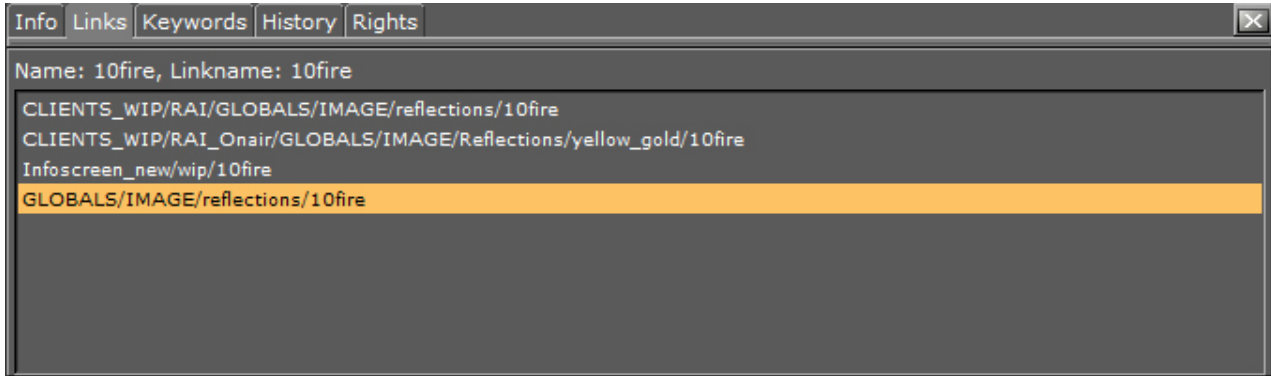 Info Links Keywords History Rights
Name: 10fire, Linkname: 10fire
CLIENTS_WIP/RAI/GLOBALS/IMAGE/reflections/10fire
CLIENTS_WIP/RAI_Onair/GLOBALS/IMAGE/Reflections/yellow_gold/10fire
Infoscreen_new/wip/10fire
GLOBALS/IMAGE/reflections/10fire